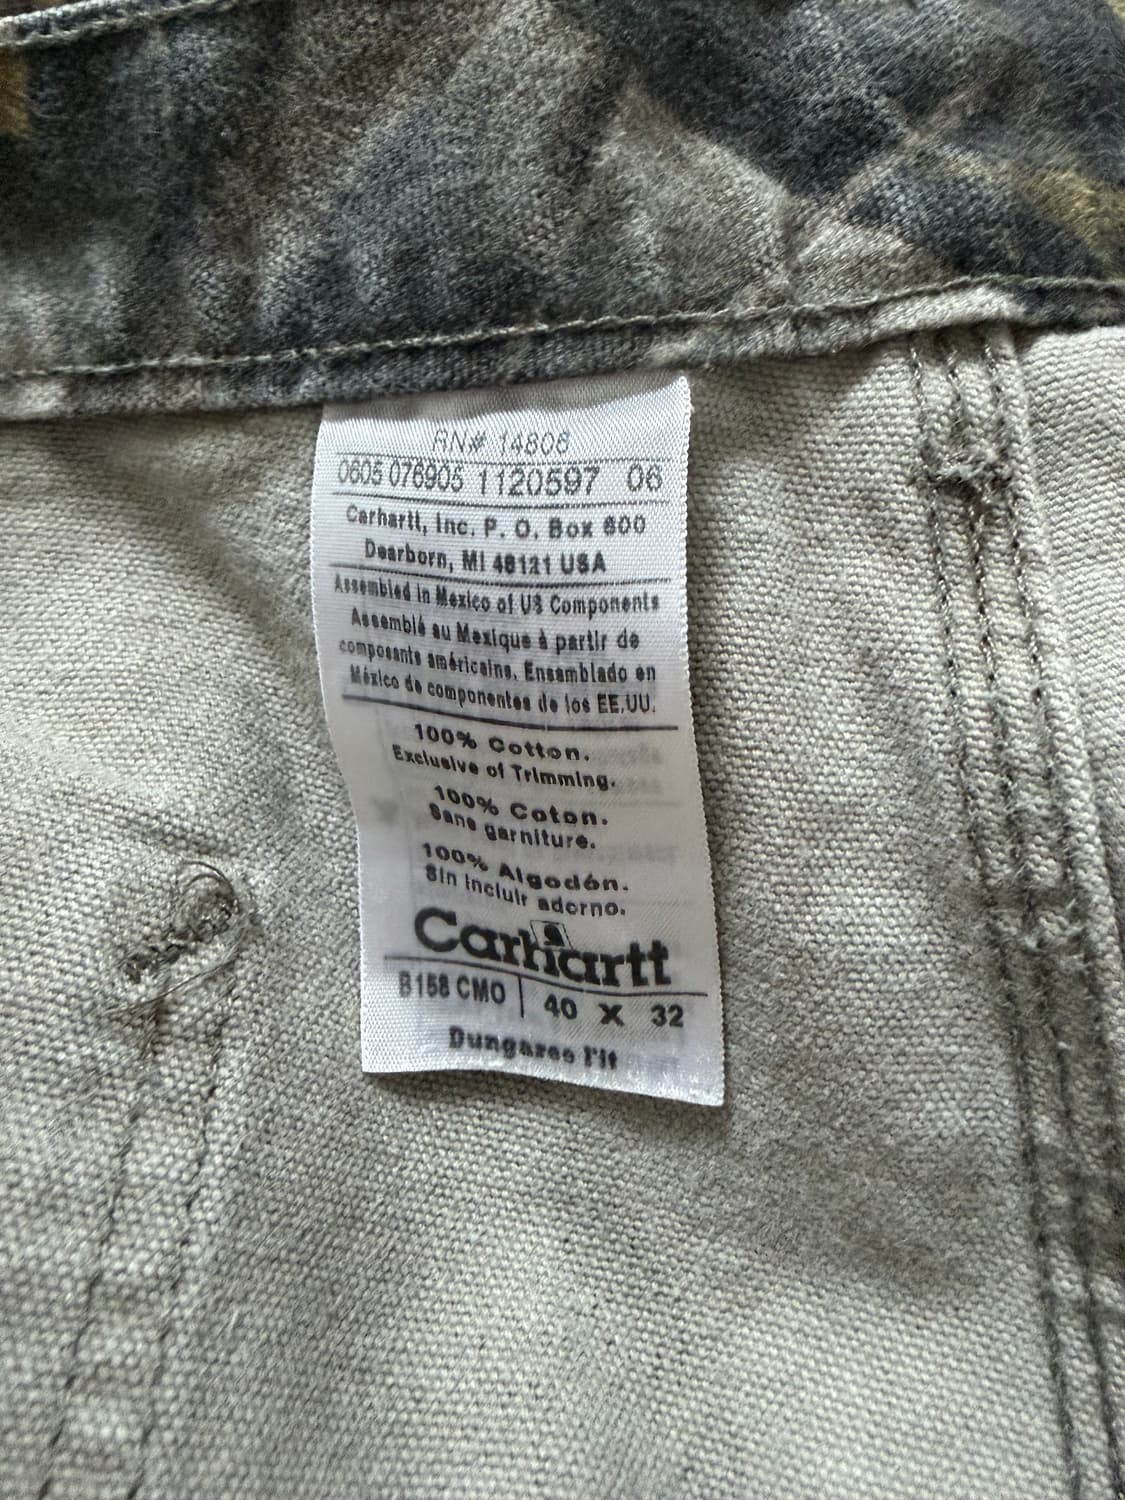 RN# 14806
0605 076905 1120597 06
Carhartt, Inc. P. O. Box 600
Dearborn, MI 48121 USA
Assembled in Mexico of US Components
Assemblé au Mexique à partir de
composants américains. Ensamblado en
México de componentes de los EE.UU.
100% Cotton.
Exclusive of Trimming.
100% Coton.
Sans garniture.
100% Algodón.
Sin incluir adorno.
Carhartt
B158 CMO | 40 X 32
Dungaree Fit